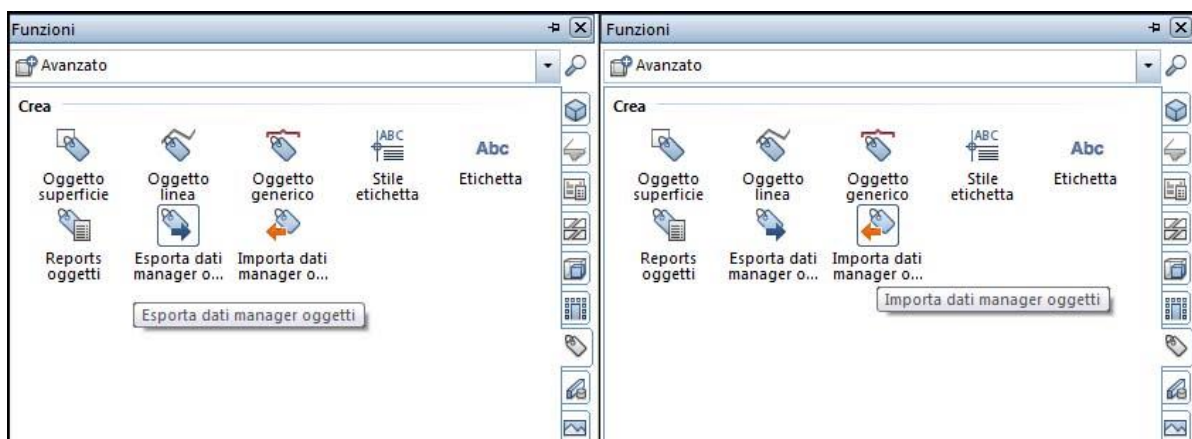 Funzioni
Avanzato
Crea
Oggetto superficie
Oggetto linea
Oggetto generico
ABC
Stile etichetta
Abc
Etichetta
Reports oggetti
Esporta dati manager o...
Importa dati manager o...
Esporta dati manager oggetti
Funzioni
Avanzato
Crea
Oggetto superficie
Oggetto linea
Oggetto generico
ABC
Stile etichetta
Abc
Etichetta
Reports oggetti
Esporta dati manager o...
Importa dati manager o...
Importa dati manager oggetti